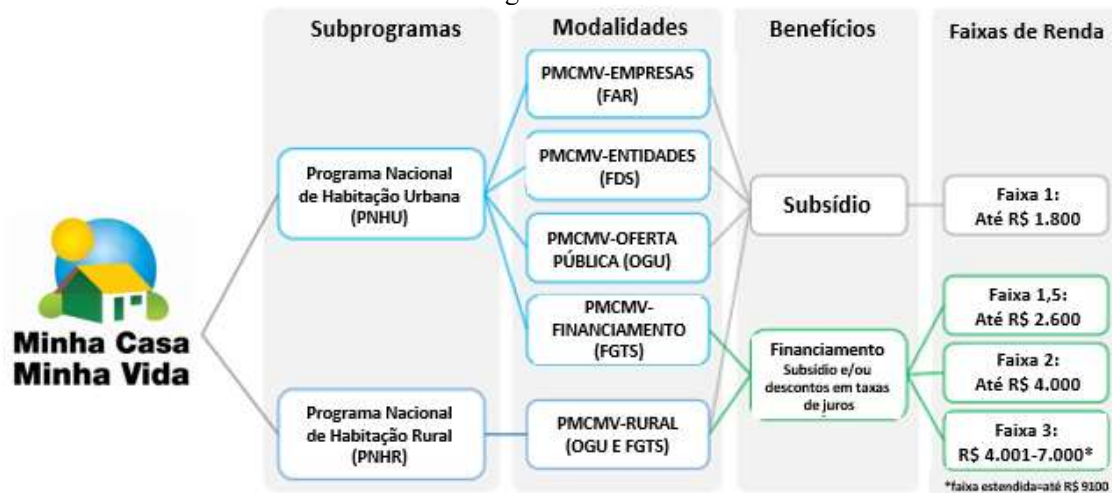 Subprogramas
Modalidades
Benefícios
Faixas de Renda
PMCMV-EMPRESAS
(FAR)
PMCMV-ENTIDADES
(FDS)
PMCMV-OFERTA
PÚBLICA (OGU)
PMCMV-
FINANCIAMENTO
(FGTS)
PMCMV-RURAL
(OGU E FGTS)
Programa Nacional
de Habitação Urbana
(PNHU)
Programa Nacional
de Habitação Rural
(PNHR)
Minha Casa
Minha Vida
Subsídio
Financiamento
Subsídio e/ou
descontos em taxas
de juros
Faixa 1:
Até R$ 1.800
Faixa 1,5:
Até R$ 2.600
Faixa 2:
Até R$ 4.000
Faixa 3:
R$ 4.001-7.000*
*faixa estendida=até R$ 9100